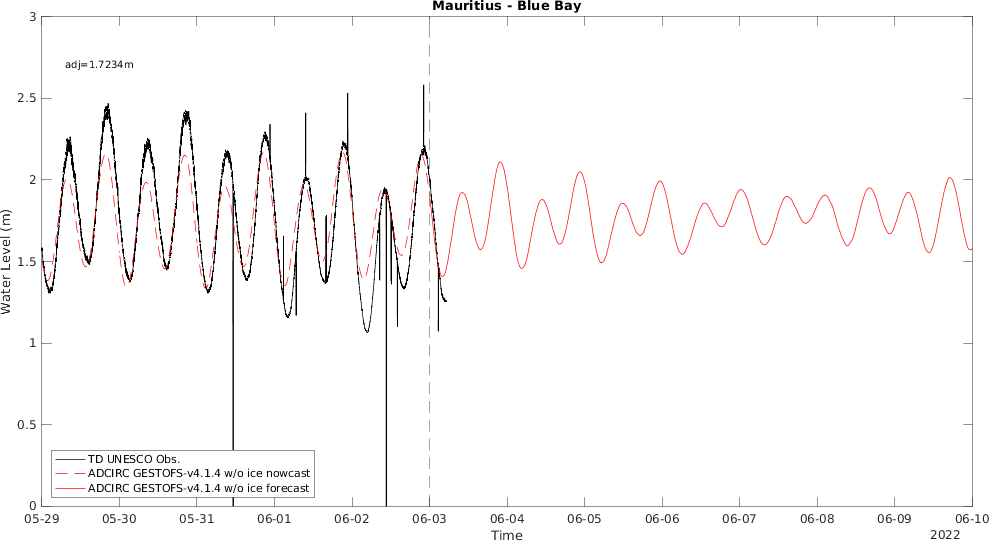 Mauritius - Blue Bay
adj=1.7234m
Water Level (m)
3
2.5
2
1.5
1
0.5
0
TD UNESCO Obs.
ADCIRC GESTOFS-v4.1.4 w/o ice nowcast
ADCIRC GESTOFS-v4.1.4 w/o ice forecast
05-29 05-30 05-31 06-01 06-02 06-03 06-04 06-05 06-06 06-07 06-08 06-09 06-10
Time
2022